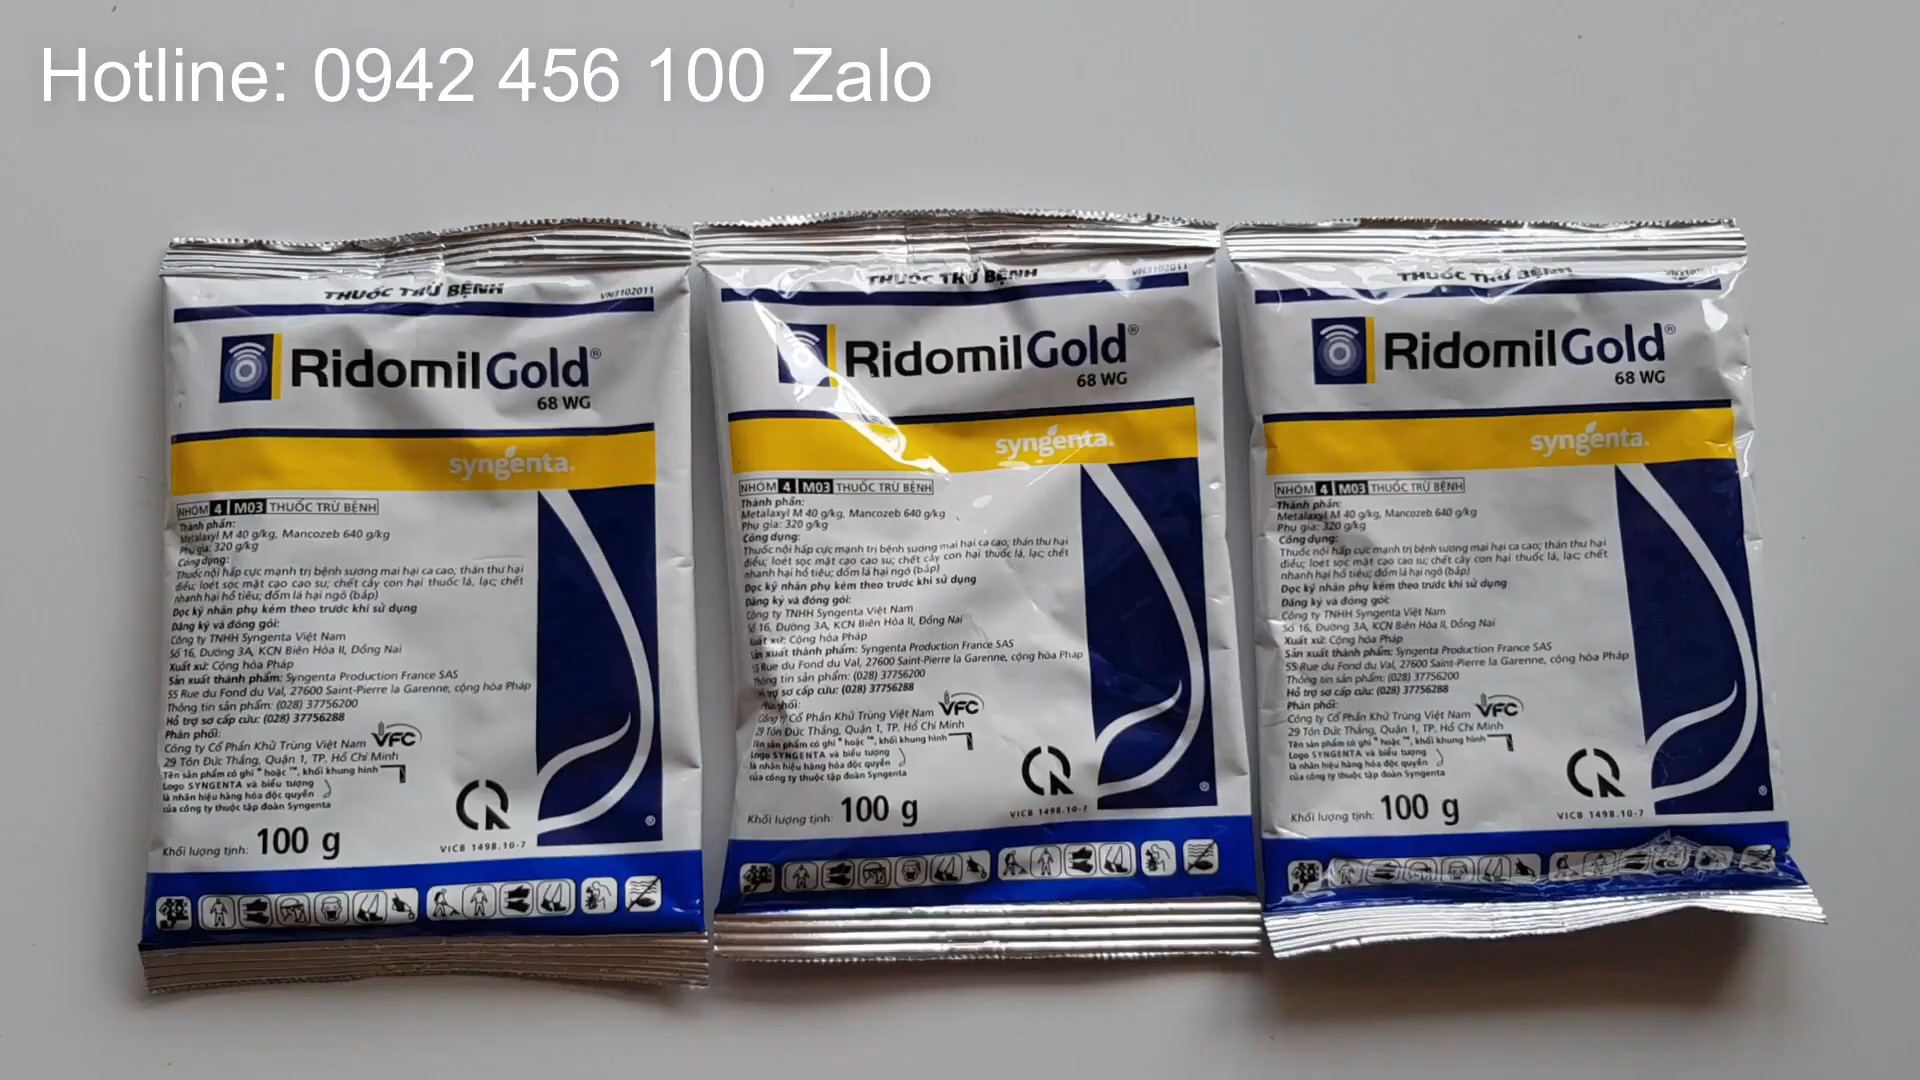 Hotline: 0942 456 100 Zalo
THUỐC TRỪ BỆNH
VN3102011
RidomilGold®
68 WG
syngenta.
NHÓM 4 M03 THUỐC TRỪ BỆNH
Thành phần:
Metalaxyl M 40 g/kg, Mancozeb 640 g/kg
Phụ gia: 320 g/kg
Công dụng:
Thuốc nội hấp cực mạnh trị bệnh sương mai hại ca cao; thán thư hại
điều; loét sọc mặt cạo cao su; chết cây con hại thuốc lá, lạc; chết
nhanh hại hồ tiêu; đốm lá hại ngô (bắp)
Đọc kỹ nhãn phụ kèm theo trước khi sử dụng
Đăng ký và đóng gói:
Công ty TNHH Syngenta Việt Nam
Số 16, Đường 3A, KCN Biên Hòa II, Đồng Nai
Xuất xứ: Cộng hòa Pháp
Sản xuất thành phẩm: Syngenta Production France SAS
55 Rue du Fond du Val, 27600 Saint-Pierre la Garenne, cộng hòa Pháp
Thông tin sản phẩm: (028) 37756200
Hỗ trợ sơ cấp cứu: (028) 37756288
Phân phối:
Công ty Cổ Phần Khử Trùng Việt Nam VFC
29 Tôn Đức Thắng, Quận 1, TP. Hồ Chí Minh
Tên sản phẩm có ghi ® hoặc ™, khối khung hình
Logo SYNGENTA và biểu tượng
là nhãn hiệu hàng hóa độc quyền
của công ty thuộc tập đoàn Syngenta
Khối lượng tịnh: 100 g
VICB 1498.10-7
THUỐC TRỪ BỆNH
VN3102011
RidomilGold®
68 WG
syngenta.
NHÓM 4 M03 THUỐC TRỪ BỆNH
Thành phần:
Metalaxyl M 40 g/kg, Mancozeb 640 g/kg
Phụ gia: 320 g/kg
Công dụng:
Thuốc nội hấp cực mạnh trị bệnh sương mai hại ca cao; thán thư hại
điều; loét sọc mặt cạo cao su; chết cây con hại thuốc lá, lạc; chết
nhanh hại hồ tiêu; đốm lá hại ngô (bắp)
Đọc kỹ nhãn phụ kèm theo trước khi sử dụng
Đăng ký và đóng gói:
Công ty TNHH Syngenta Việt Nam
Số 16, Đường 3A, KCN Biên Hòa II, Đồng Nai
Xuất xứ: Cộng hòa Pháp
Sản xuất thành phẩm: Syngenta Production France SAS
Rue du Fond du Val, 27600 Saint-Pierre la Garenne, cộng hòa Pháp
Thông tin sản phẩm: (028) 37756200
Hỗ trợ sơ cấp cứu: (028) 37756288
Phân phối:
Công ty Cổ Phần Khử Trùng Việt Nam VFC
29 Tôn Đức Thắng, Quận 1, TP. Hồ Chí Minh
Tên sản phẩm có ghi ® hoặc ™, khối khung hình
Logo SYNGENTA và biểu tượng
là nhãn hiệu hàng hóa độc quyền
của công ty thuộc tập đoàn Syngenta
Khối lượng tịnh: 100 g
VICB 1498.10-7
THUỐC TRỪ BỆNH
RidomilGold®
68 WG
syngenta.
NHÓM 4 M03 THUỐC TRỪ BỆNH
Thành phần:
Metalaxyl M 40 g/kg, Mancozeb 640 g/kg
Phụ gia: 320 g/kg
Công dụng:
Thuốc nội hấp cực mạnh trị bệnh sương mai hại ca cao; thán thư hại
điều; loét sọc mặt cạo cao su; chết cây con hại thuốc lá, lạc; chết
nhanh hại hồ tiêu; đốm lá hại ngô (bắp)
Đọc kỹ nhãn phụ kèm theo trước khi sử dụng
Đăng ký và đóng gói:
Công ty TNHH Syngenta Việt Nam
Số 16, Đường 3A, KCN Biên Hòa II, Đồng Nai
Xuất xứ: Cộng hòa Pháp
Sản xuất thành phẩm: Syngenta Production France SAS
55 Rue du Fond du Val, 27600 Saint-Pierre la Garenne, cộng hòa Pháp
Thông tin sản phẩm: (028) 37756200
Hỗ trợ sơ cấp cứu: (028) 37756288
Phân phối:
Công ty Cổ Phần Khử Trùng Việt Nam VFC
29 Tôn Đức Thắng, Quận 1, TP. Hồ Chí Minh
Tên sản phẩm có ghi ® hoặc ™, khối khung hình
Logo SYNGENTA và biểu tượng
là nhãn hiệu hàng hóa độc quyền
của công ty thuộc tập đoàn Syngenta
Khối lượng tịnh: 100 g
VICB 1498.10-7